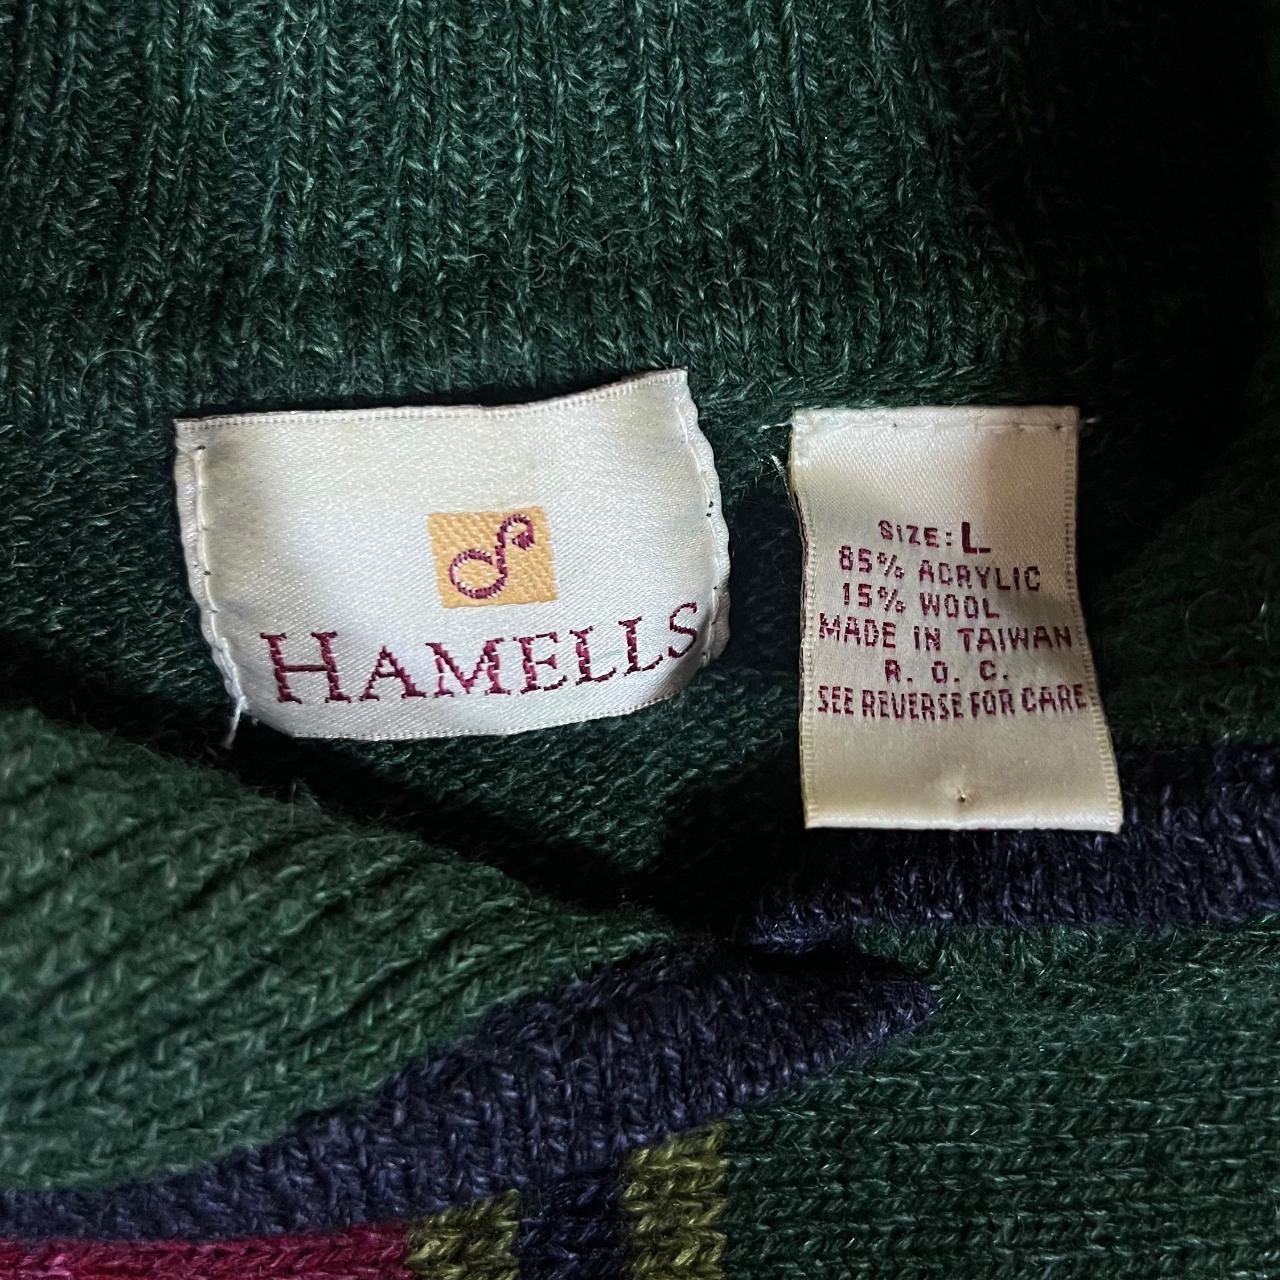 HAMELLS
SIZE: L
85% ACRYLIC
15% WOOL
MADE IN TAIWAN
R. O. C.
SEE REVERSE FOR CARE